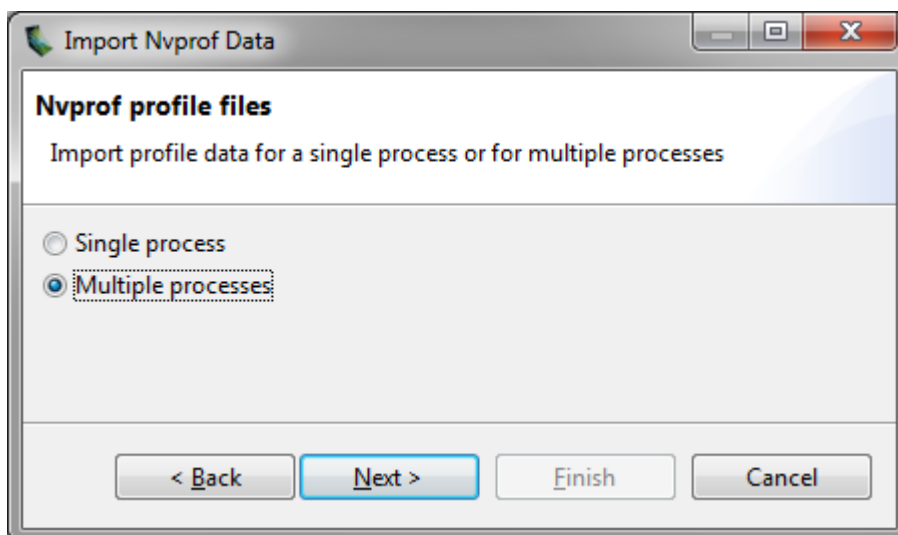 Import Nvprof Data
Nvprof profile files
Import profile data for a single process or for multiple processes
Single process
Multiple processes
< Back Next > Finish Cancel